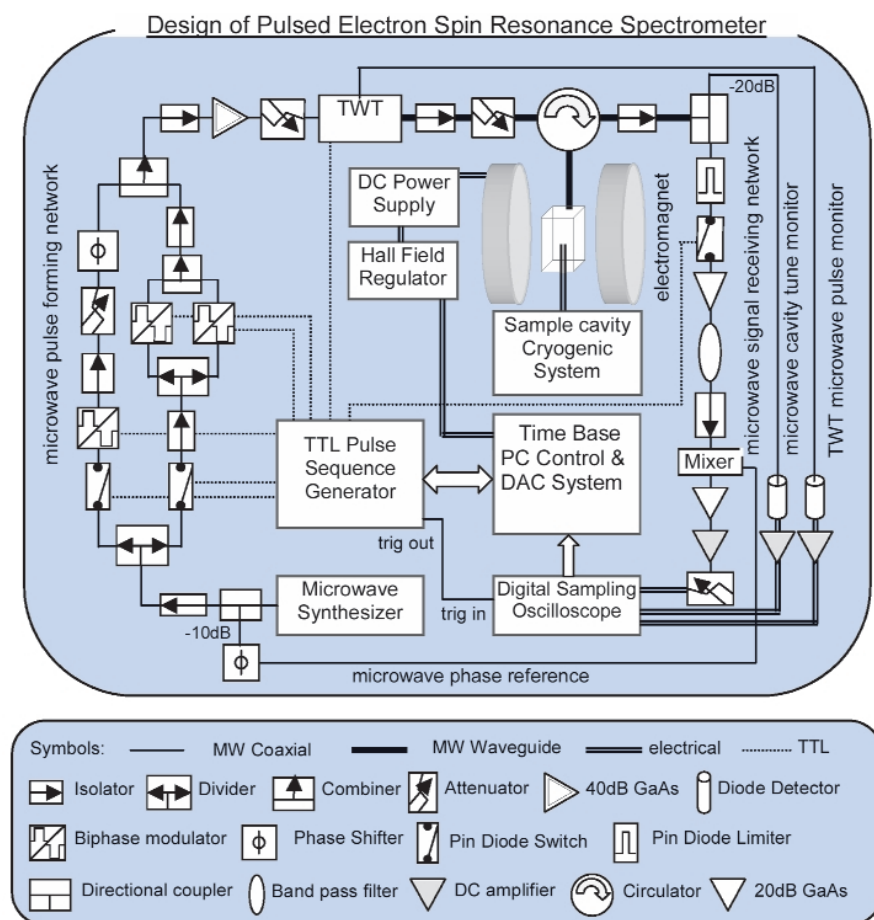 Design of Pulsed Electron Spin Resonance Spectrometer
TWT
-20dB
DC Power
Supply
Hall Field
Regulator
electromagnet
Sample cavity
Cryogenic
System
microwave pulse forming network
ϕ
microwave signal receiving network
microwave cavity tune monitor
TWT microwave pulse monitor
TTL Pulse
Sequence
Generator
Time Base
PC Control &
DAC System
Mixer
trig out
trig in
Microwave
Synthesizer
Digital Sampling
Oscilloscope
-10dB
ϕ
microwave phase reference
Symbols:
MW Coaxial
MW Waveguide
electrical
TTL
Isolator
Divider
Combiner
Attenuator
40dB GaAs
Diode Detector
Biphase modulator
ϕ
Phase Shifter
Pin Diode Switch
Pin Diode Limiter
Directional coupler
Band pass filter
DC amplifier
Circulator
20dB GaAs